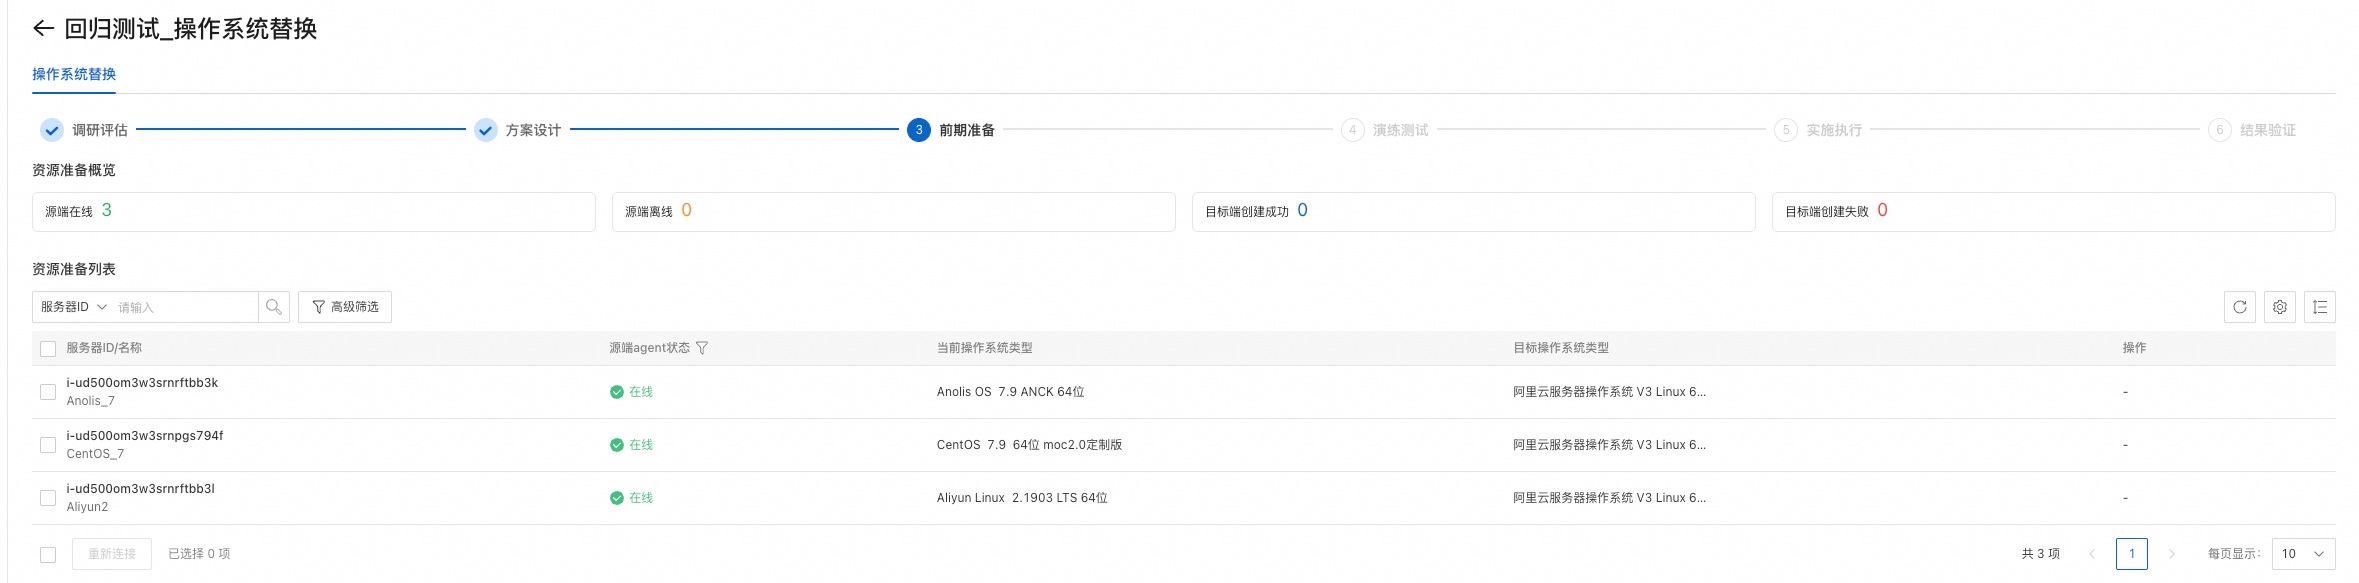 回归测试_操作系统替换
操作系统替换
调研评估
方案设计
3 前期准备
4 演练测试
5 实施执行
6 结果验证
资源准备概览
源端在线 3
源端离线 0
目标端创建成功 0
目标端创建失败 0
资源准备列表
服务器ID 请输入 高级筛选
服务器ID/名称 源端agent状态 当前操作系统类型 目标操作系统类型 操作
i-ud500om3w3srnrftbb3k
Anolis_7
在线 Anolis OS 7.9 ANCK 64位 阿里云服务器操作系统 V3 Linux 6... -
i-ud500om3w3srnpgs794f
CentOS_7
在线 CentOS 7.9 64位 moc2.0定制版 阿里云服务器操作系统 V3 Linux 6... -
i-ud500om3w3srnrftbb3l
Aliyun2
在线 Aliyun Linux 2.1903 LTS 64位 阿里云服务器操作系统 V3 Linux 6... -
重新连接 已选择 0 项 共 3 项 1 每页显示: 10